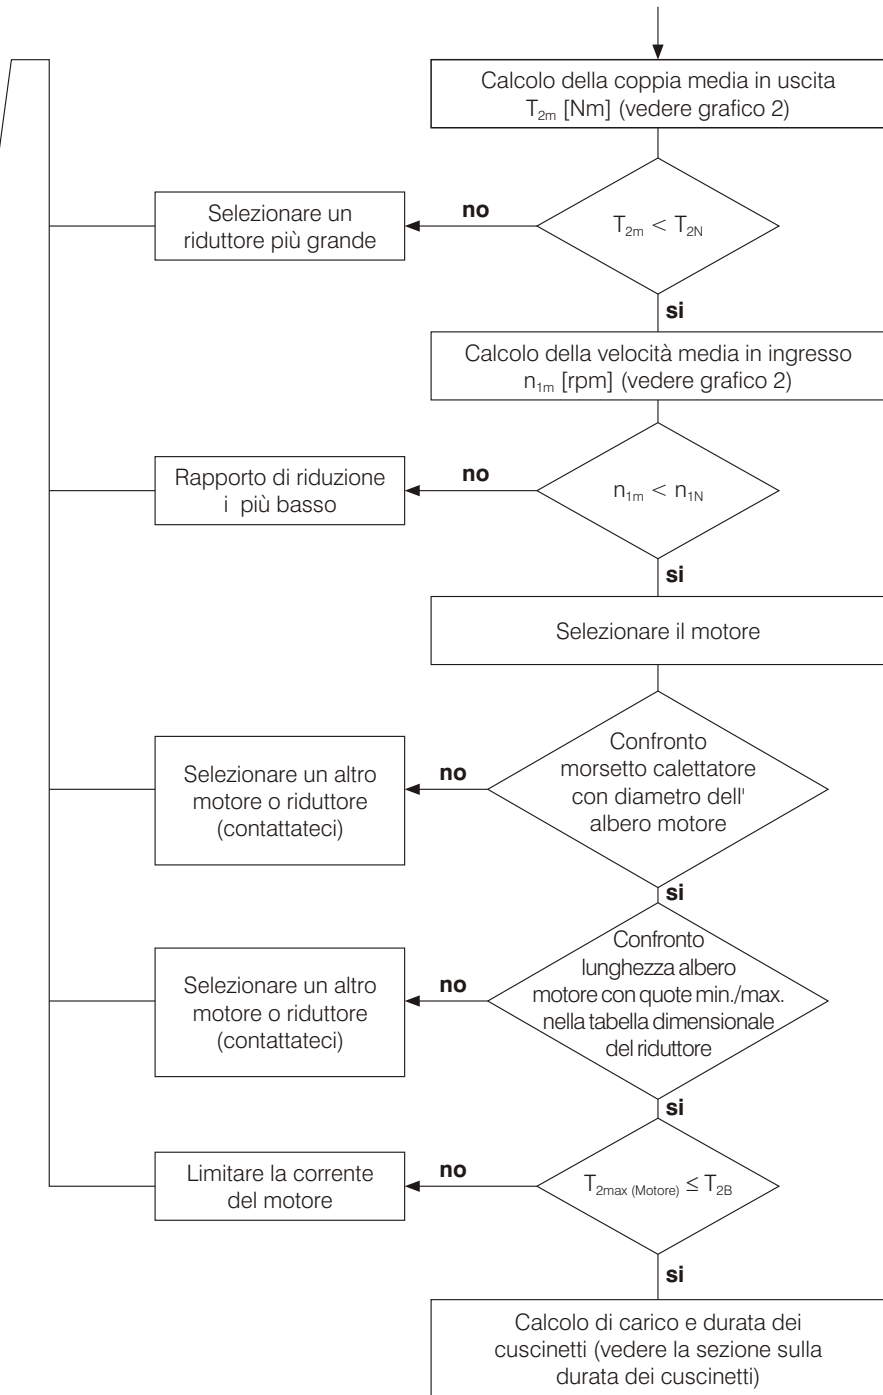 Calcolo della coppia media in uscita
T2m [Nm] (vedere grafico 2)
Selezionare un
riduttore più grande
no
T2m < T2N
si
Calcolo della velocità media in ingresso
n1m [rpm] (vedere grafico 2)
Rapporto di riduzione
i più basso
no
n1m < n1N
si
Selezionare il motore
Selezionare un altro
motore o riduttore
(contattateci)
no
Confronto
morsetto calettatore
con diametro dell'
albero motore
si
Selezionare un altro
motore o riduttore
(contattateci)
no
Confronto
lunghezza albero
motore con quote min./max.
nella tabella dimensionale
del riduttore
si
Limitare la corrente
del motore
no
T2max (Motore) ≤ T2B
si
Calcolo di carico e durata dei
cuscinetti (vedere la sezione sulla
durata dei cuscinetti)